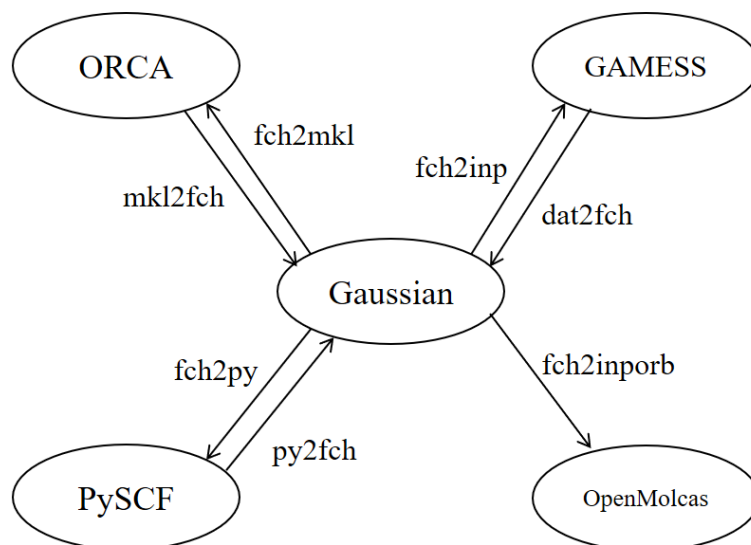 ORCA
GAMESS
fch2mkl
fch2inp
mkl2fch
dat2fch
Gaussian
fch2py
fch2inporb
py2fch
PySCF
OpenMolcas